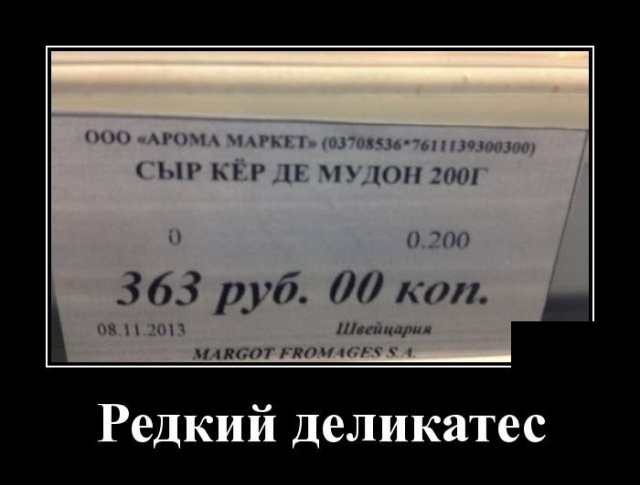 ООО «АРОМА МАРКЕТ» (03708536*7611139300300)
СЫР КЁР ДЕ МУДОН 200Г
0 0.200
363 руб. 00 коп.
08.11.2013 Швейцария
MARGOT FROMAGES S.A.
Редкий деликатес